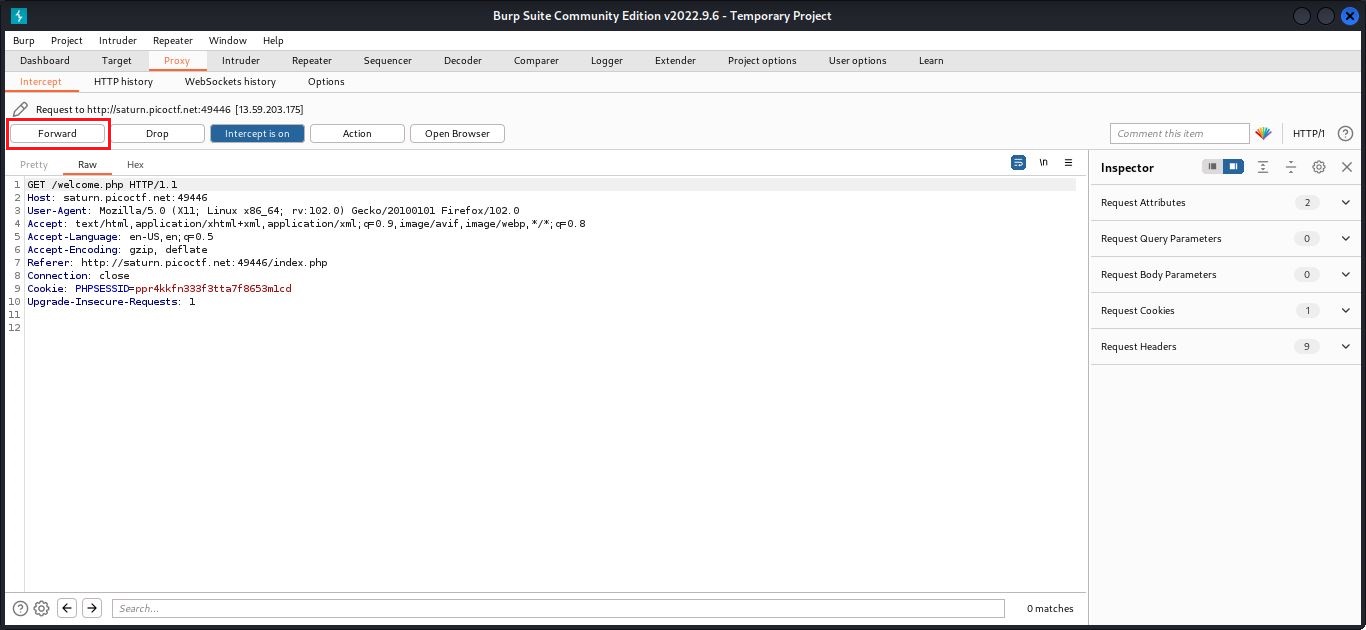 Burp Suite Community Edition v2022.9.6 - Temporary Project
Burp Project Intruder Repeater Window Help
Dashboard Target Proxy Intruder Repeater Sequencer Decoder Comparer Logger Extender Project options User options Learn
Intercept HTTP history WebSockets history Options
Request to http://saturn.picoctf.net:49446 [13.59.203.175]
Forward Drop Intercept is on Action Open Browser Comment this item HTTP/1 ?
Pretty Raw Hex \n
Inspector
1 GET /welcome.php HTTP/1.1
2 Host: saturn.picoctf.net:49446
3 User-Agent: Mozilla/5.0 (X11; Linux x86_64; rv:102.0) Gecko/20100101 Firefox/102.0
4 Accept: text/html,application/xhtml+xml,application/xml;q=0.9,image/avif,image/webp,*/*;q=0.8
5 Accept-Language: en-US,en;q=0.5
6 Accept-Encoding: gzip, deflate
7 Referer: http://saturn.picoctf.net:49446/index.php
8 Connection: close
9 Cookie: PHPSESSID=ppr4kkfn333f3tta7f8653m1cd
10 Upgrade-Insecure-Requests: 1
11
12
Request Attributes 2
Request Query Parameters 0
Request Body Parameters 0
Request Cookies 1
Request Headers 9
? Search... 0 matches